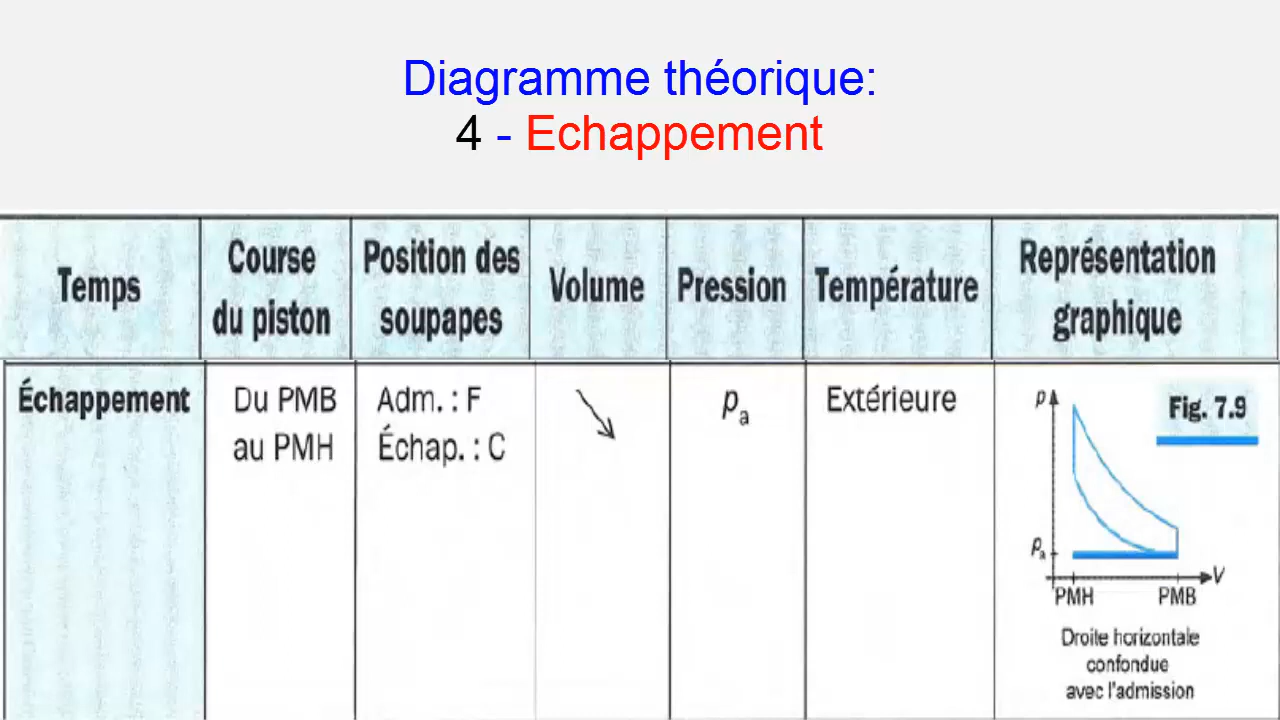 Diagramme théorique:
4 - Echappement
Temps
Course
du piston
Position des
soupapes
Volume
Pression
Température
Représentation
graphique
Échappement
Du PMB
au PMH
Adm. : F
Échap. : C
pa
Extérieure
p
Fig. 7.9
pa
V
PMH
PMB
Droite horizontale
confondue
avec l'admission